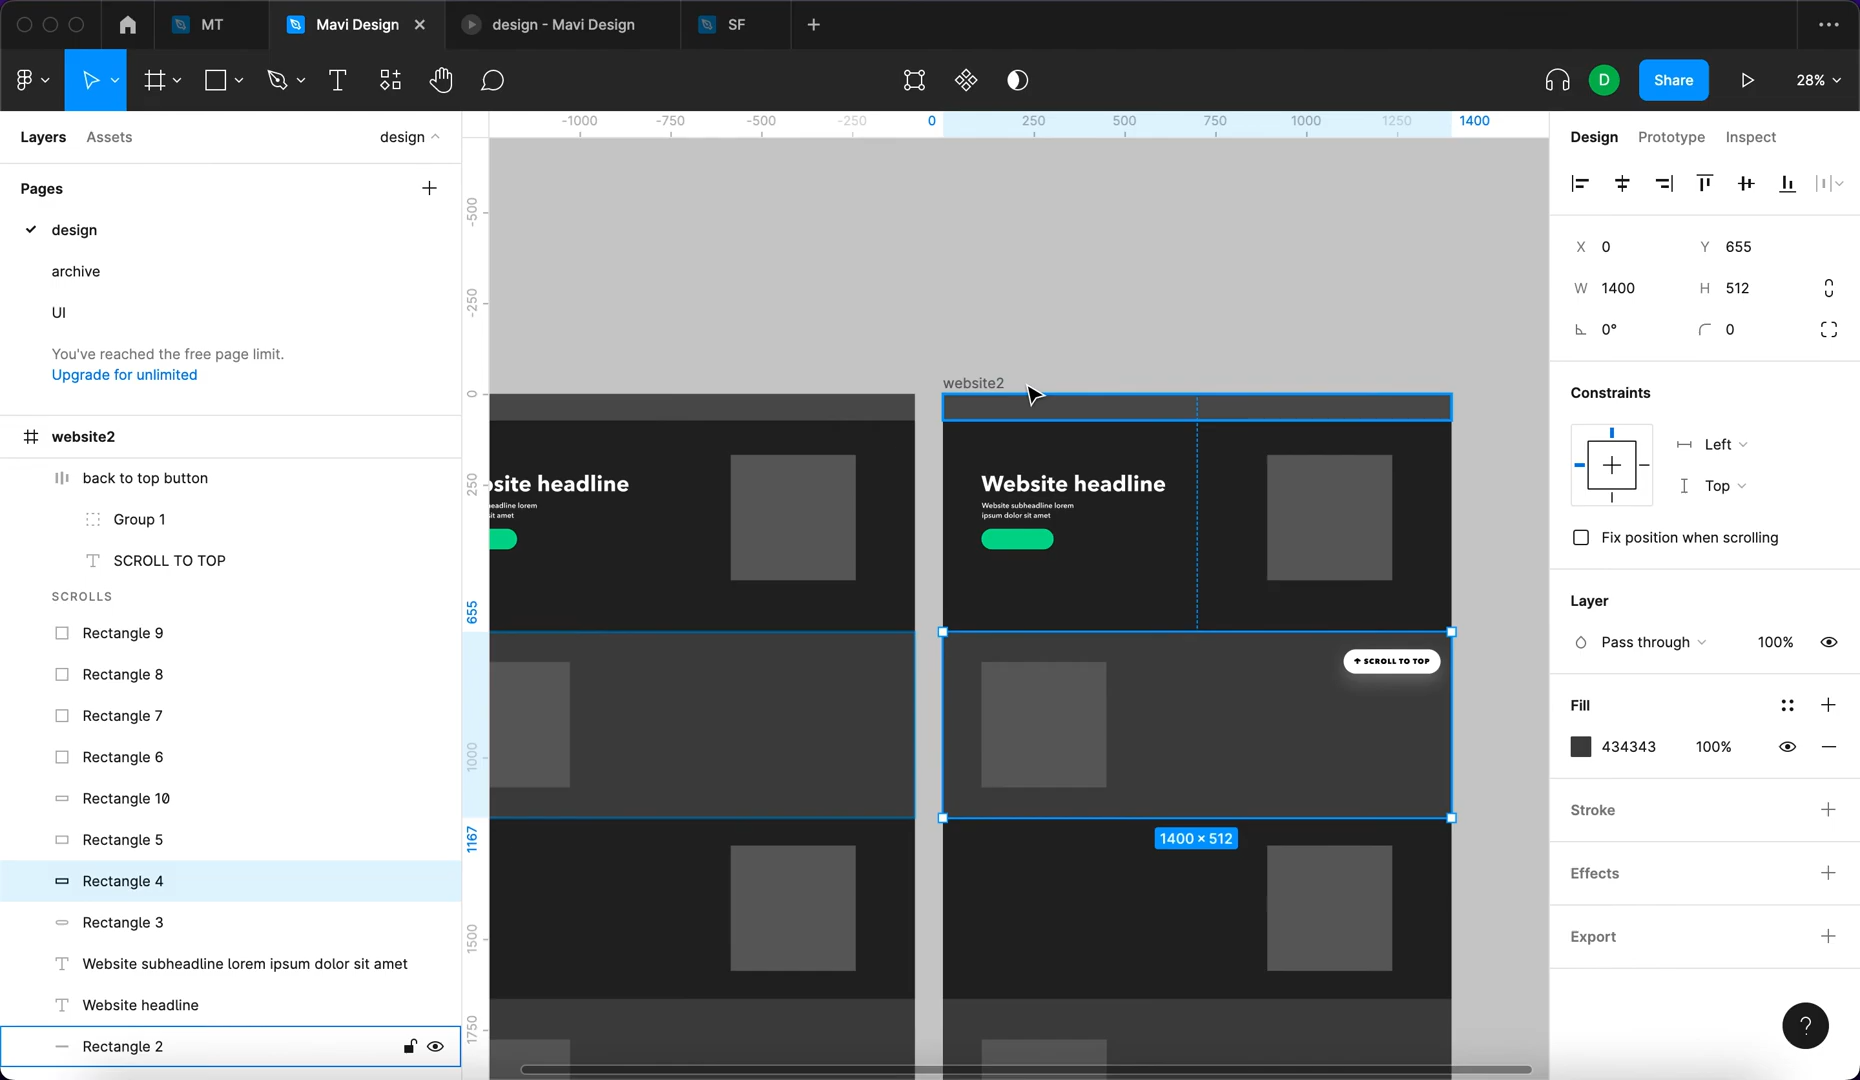 MT
Mavi Design
design - Mavi Design
SF
Share
D
28%
Layers
Assets
design
Pages
design
archive
UI
You've reached the free page limit.
Upgrade for unlimited
website2
back to top button
Group 1
SCROLL TO TOP
SCROLLS
Rectangle 9
Rectangle 8
Rectangle 7
Rectangle 6
Rectangle 10
Rectangle 5
Rectangle 4
Rectangle 3
Website subheadline lorem ipsum dolor sit amet
Website headline
Rectangle 2
-1000 -750 -500 -250 0 250 500 750 1000 1250 1400
-500
-250
0
250
655
1000
1167
1500
1750
website2
site headline
eadline lorem
sit amet
Website headline
Website subheadline lorem
ipsum dolor sit amet
SCROLL TO TOP
1400 × 512
Design
Prototype
Inspect
X 0
Y 655
W 1400
H 512
0°
0
Constraints
Left
Top
Fix position when scrolling
Layer
Pass through
100%
Fill
434343
100%
Stroke
Effects
Export
?